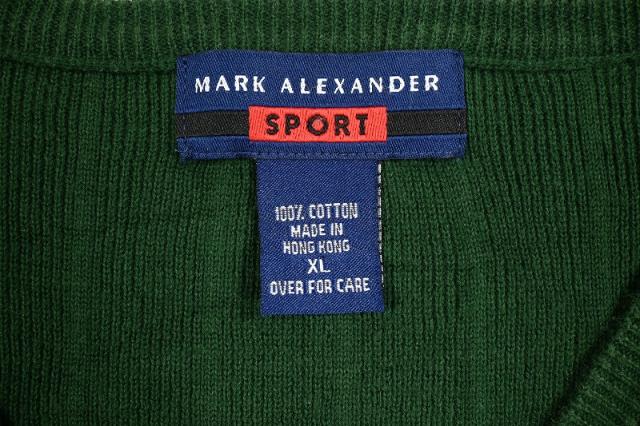 MARK ALEXANDER
SPORT
100% COTTON
MADE IN
HONG KONG
XL
OVER FOR CARE